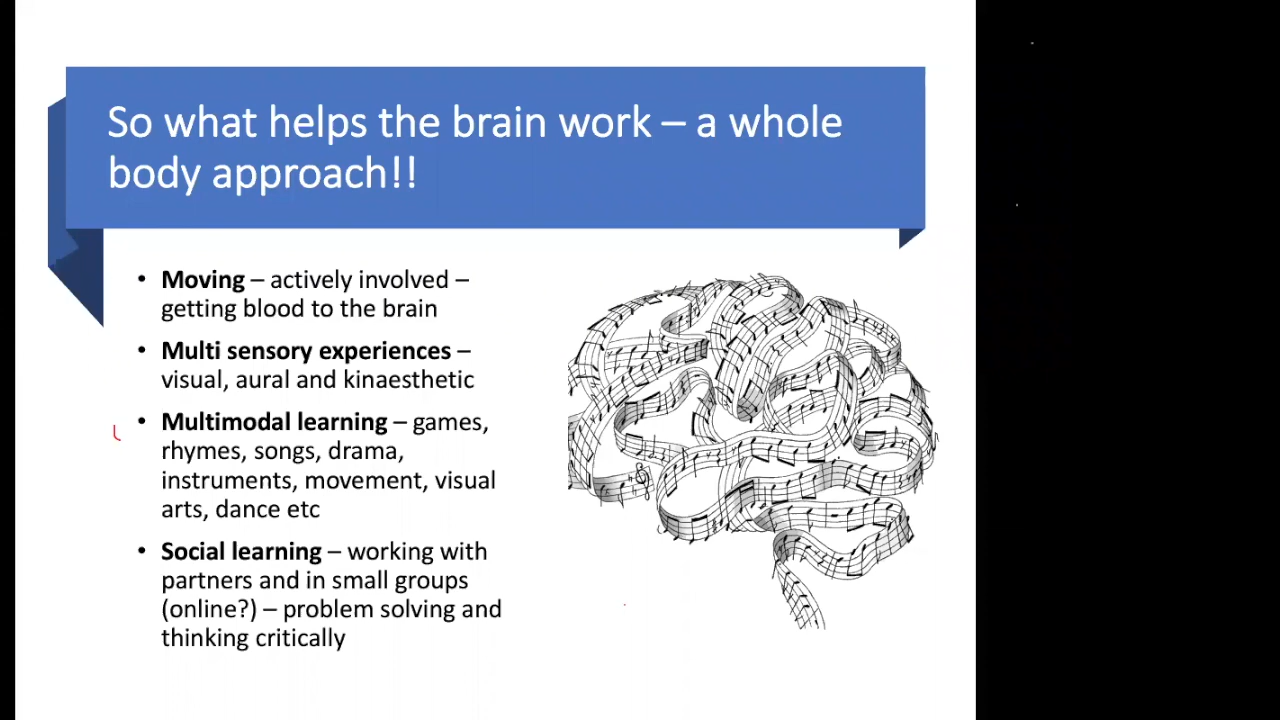 So what helps the brain work – a whole
body approach!!
• Moving – actively involved –
getting blood to the brain
• Multi sensory experiences –
visual, aural and kinaesthetic
• Multimodal learning – games,
rhymes, songs, drama,
instruments, movement, visual
arts, dance etc
• Social learning – working with
partners and in small groups
(online?) – problem solving and
thinking critically